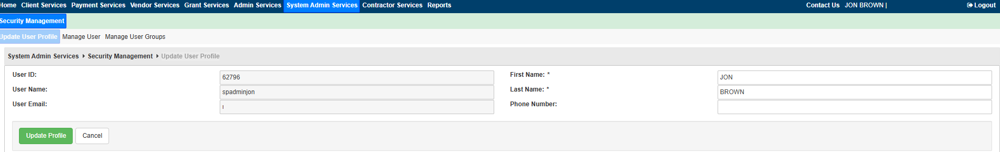 Home Client Services Payment Services Vendor Services Grant Services Admin Services System Admin Services Contractor Services Reports Contact Us JON BROWN | Logout
Security Management
Update User Profile Manage User Manage User Groups
System Admin Services Security Management Update User Profile
User ID: 62796 First Name: * JON
User Name: spadminjon Last Name: * BROWN
User Email: Phone Number:
Update Profile Cancel